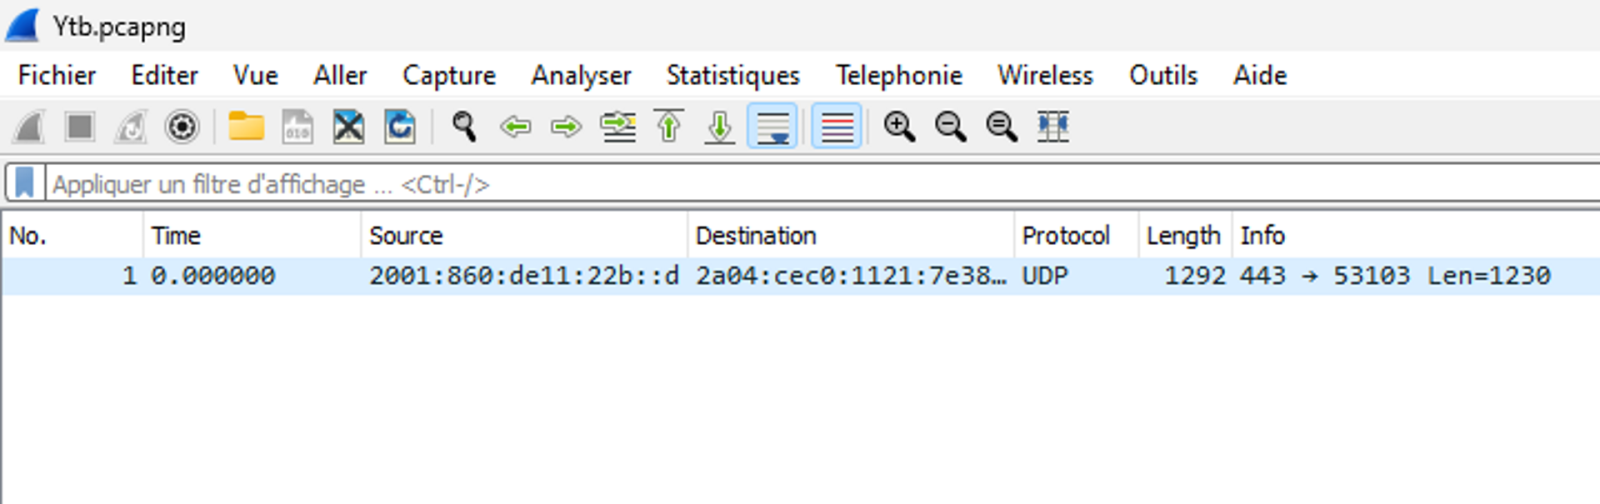 Ytb.pcapng
Fichier Editer Vue Aller Capture Analyser Statistiques Telephonie Wireless Outils Aide
010
Appliquer un filtre d'affichage ... <Ctrl-/>
No. Time Source Destination Protocol Length Info
1 0.000000 2001:860:de11:22b::d 2a04:cec0:1121:7e38… UDP 1292 443 → 53103 Len=1230